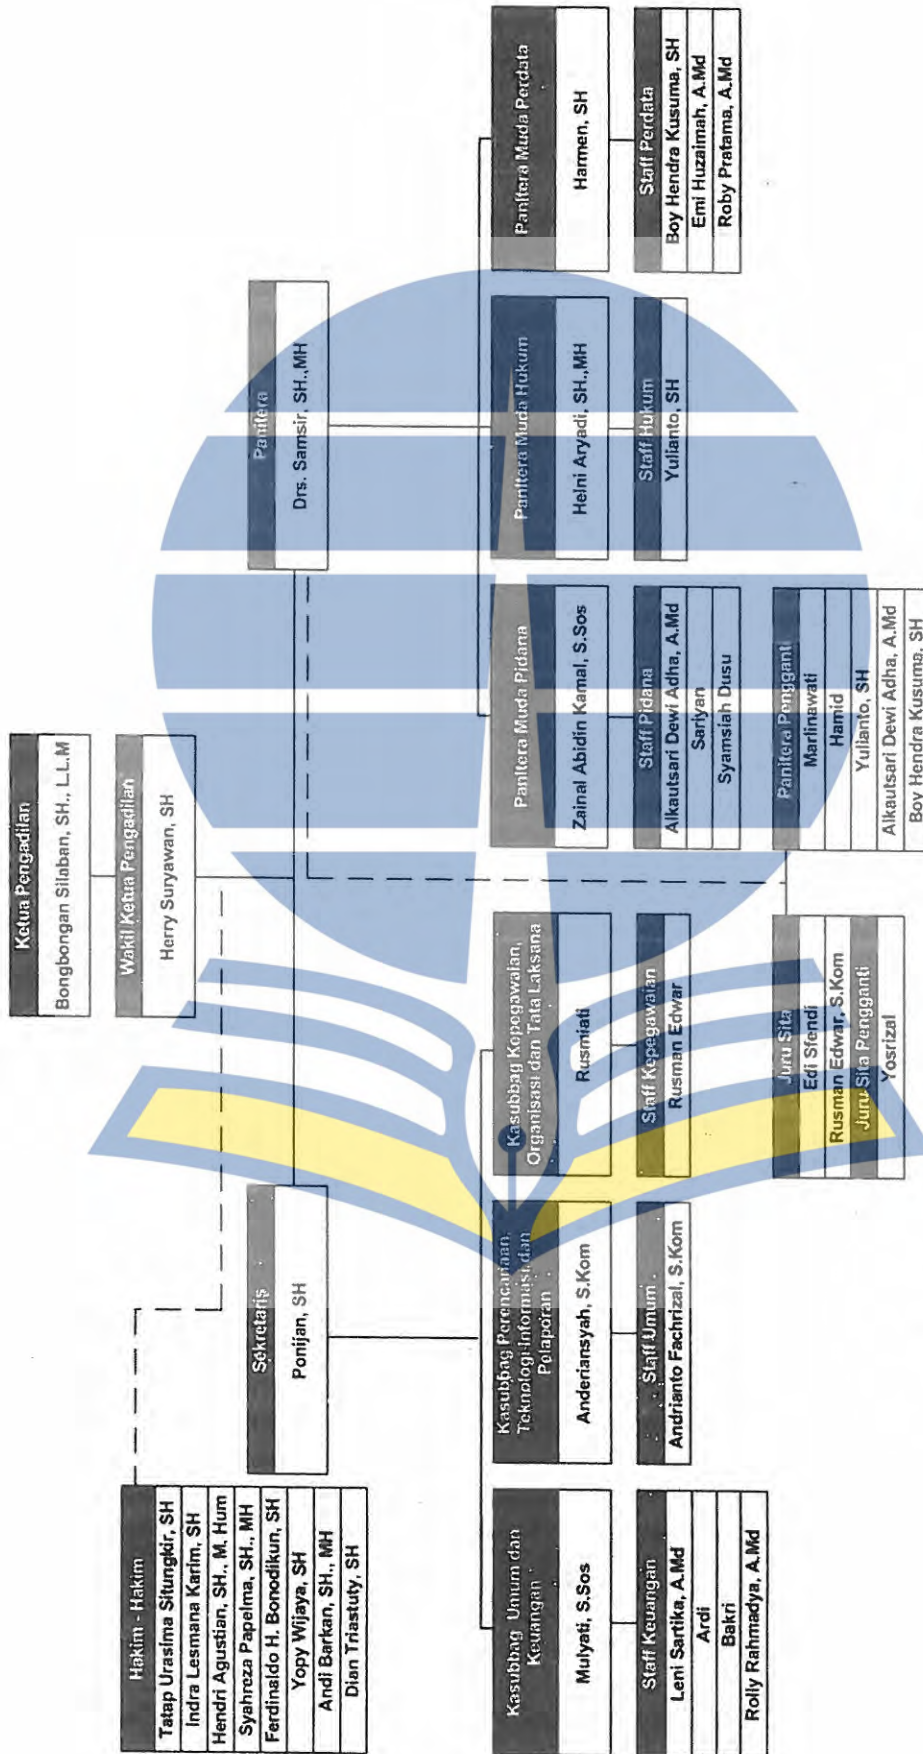 Ketua Pengadilan
Bongbongan Silaban, SH., L.L.M
Wakil Ketua Pengadilan
Herry Suryawan, SH
Hakim - Hakim
Tatap Urasima Situngkir, SH
Indra Lesmana Karim, SH
Hendri Agustian, SH., M. Hum
Syahreza Papelma, SH., MH
Ferdinaldo H. Bonodikun, SH
Yopy Wijaya, SH
Andi Barkan, SH., MH
Dian Triastuty, SH
Sekretaris
Ponijan, SH
Panitera
Drs. Samsir, SH.,MH
Kasubbag Umum dan
Keuangan
Mulyati, S.Sos
Staff Keuangan
Leni Sartika, A.Md
Ardi
Bakri
Rolly Rahmadya, A.Md
Kasubbag Perencanaan,
Teknologi Informasi dan
Pelaporan
Anderiansyah, S.Kom
Staff Umum
Andrianto Fachrizal, S.Kom
Kasubbag Kepegawaian,
Organisasi dan Tata Laksana
Rusmiati
Staff Kepegawaian
Rusman Edwar
Panitera Muda Pidana
Zainal Abidin Kamal, S.Sos
Staff Pidana
Alkautsari Dewi Adha, A.Md
Sariyan
Syamsiah Dusu
Panitera Muda Hukum
Helni Aryadi, SH.,MH
Staff Hukum
Yulianto, SH
Panitera Muda Perdata
Harmen, SH
Staff Perdata
Boy Hendra Kusuma, SH
Emi Huzaimah, A.Md
Roby Pratama, A.Md
Juru Sita
Edi Sfendi
Rusman Edwar, S.Kom
Juru Sita Pengganti
Yosrizal
Panitera Pengganti
Martinawati
Hamid
Yulianto, SH
Alkautsari Dewi Adha, A.Md
Boy Hendra Kusuma, SH